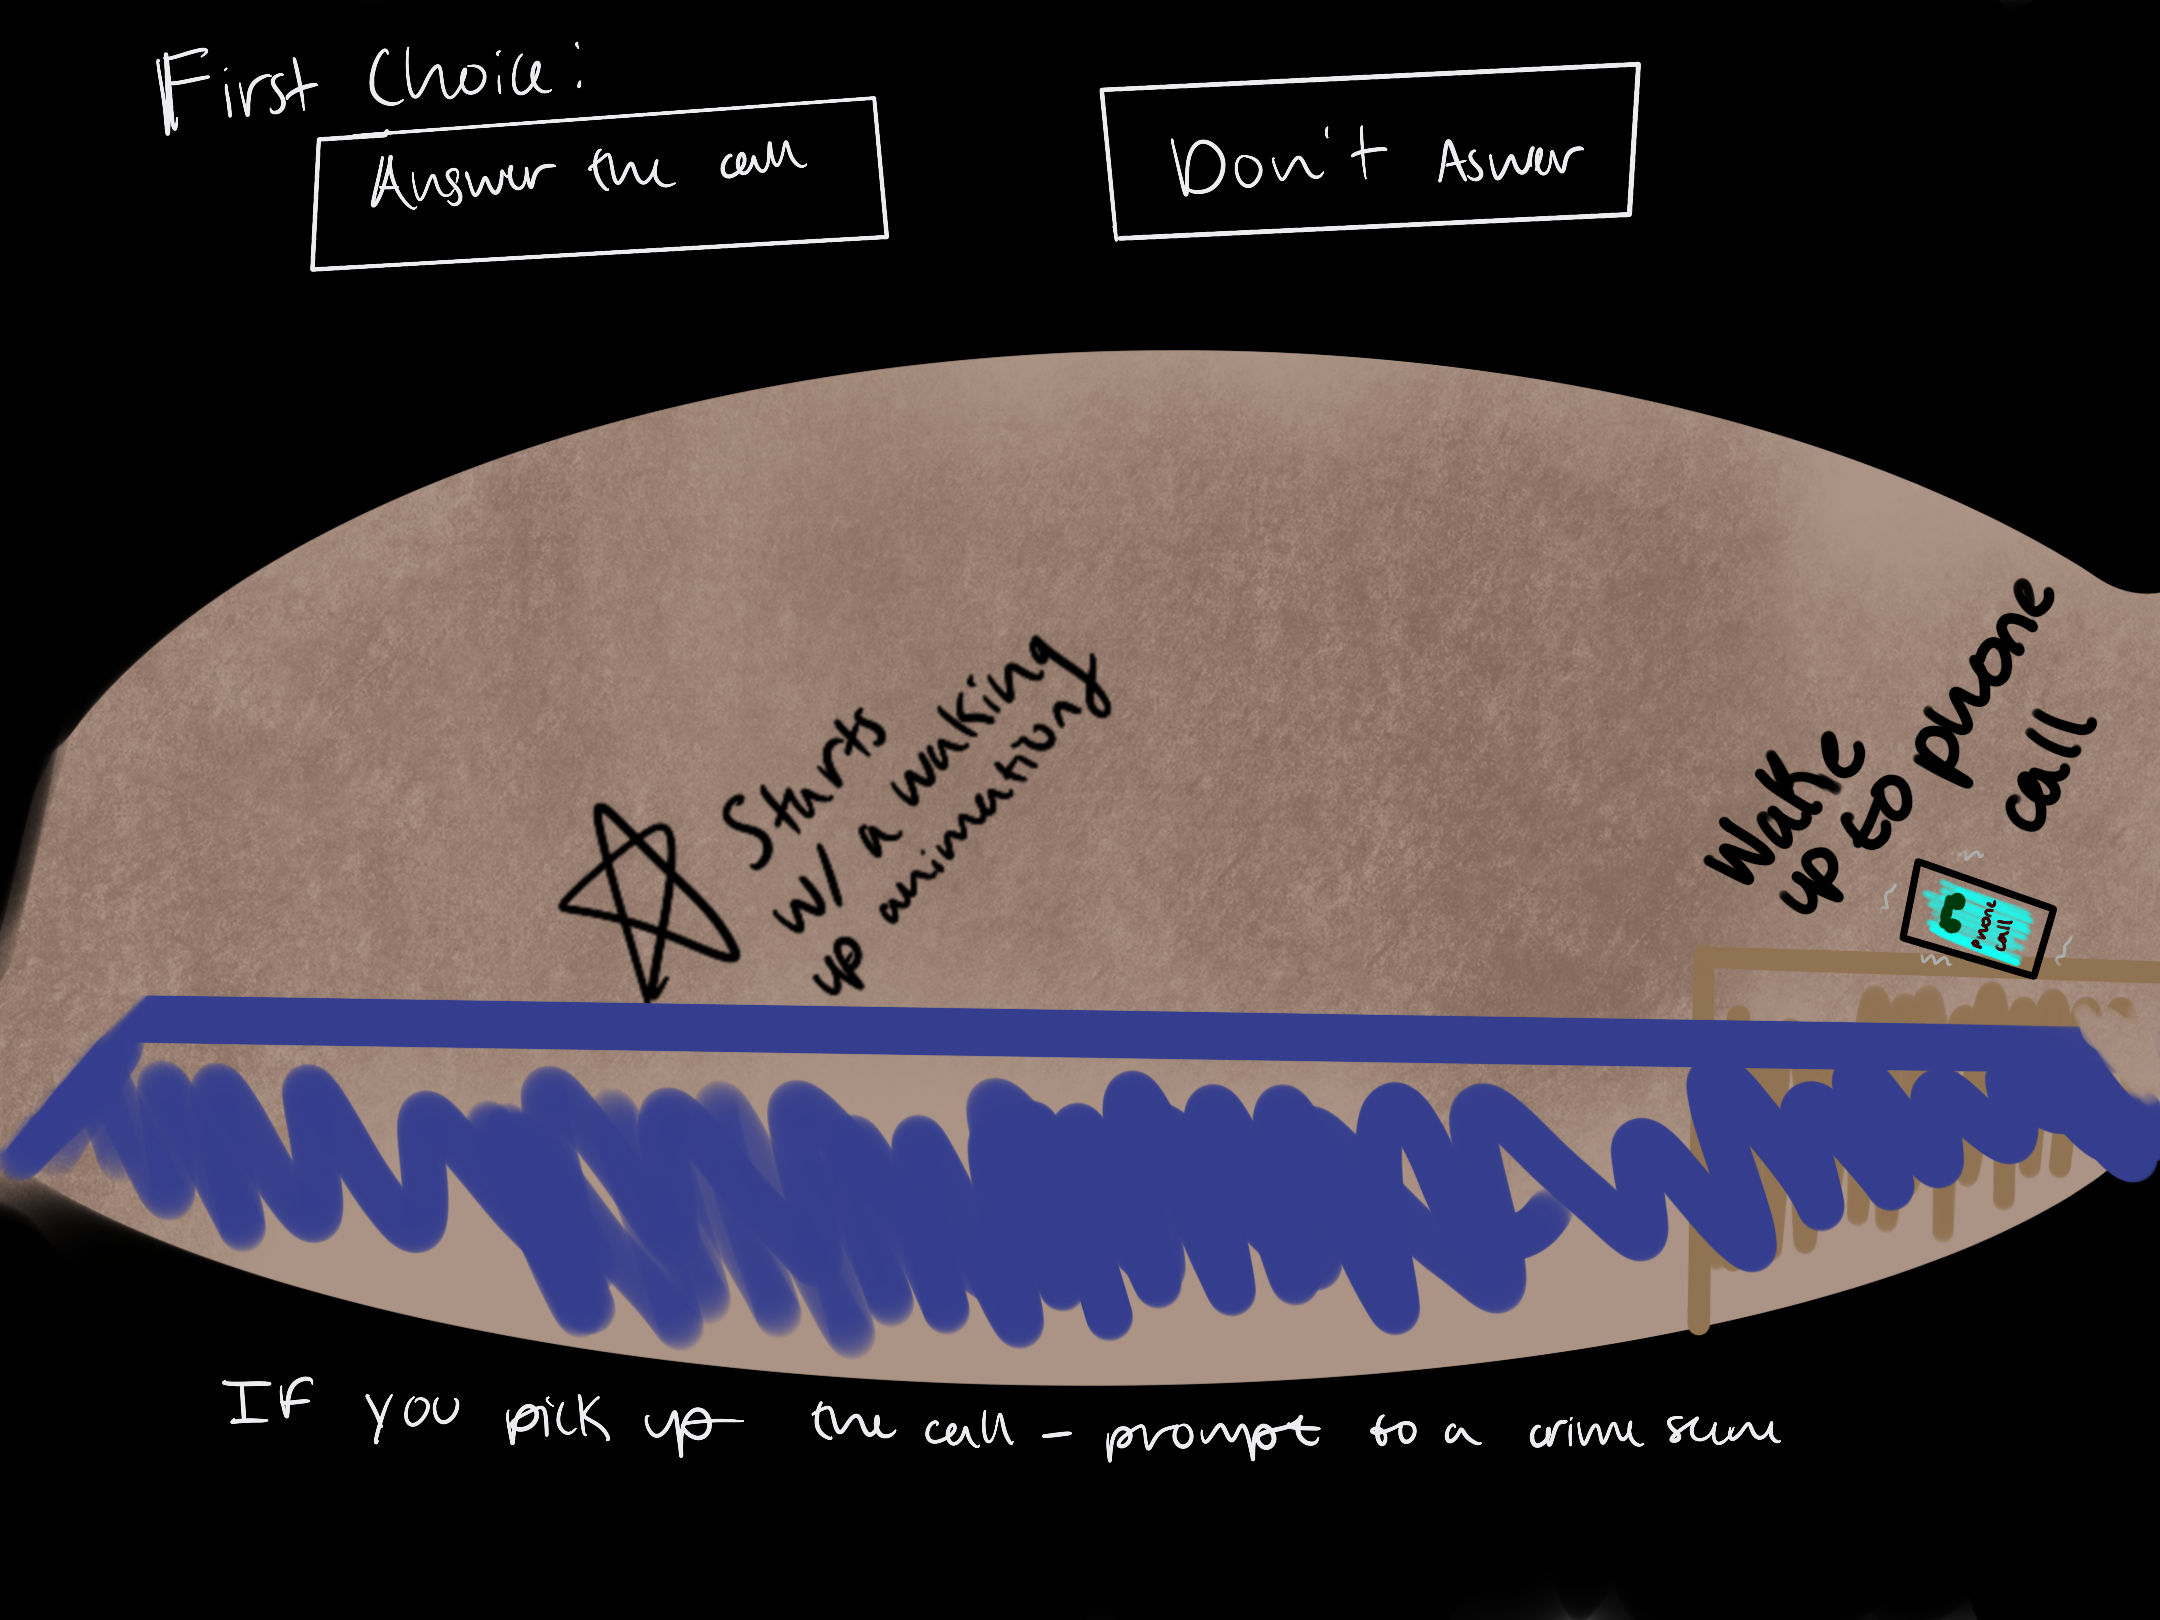 First Choice:
Answer the call
Don't Aswer
Starts
w/ a waking
up animation
Wake
up to phone
call
phone
call
If you pick up the call - prompt to a crime scene